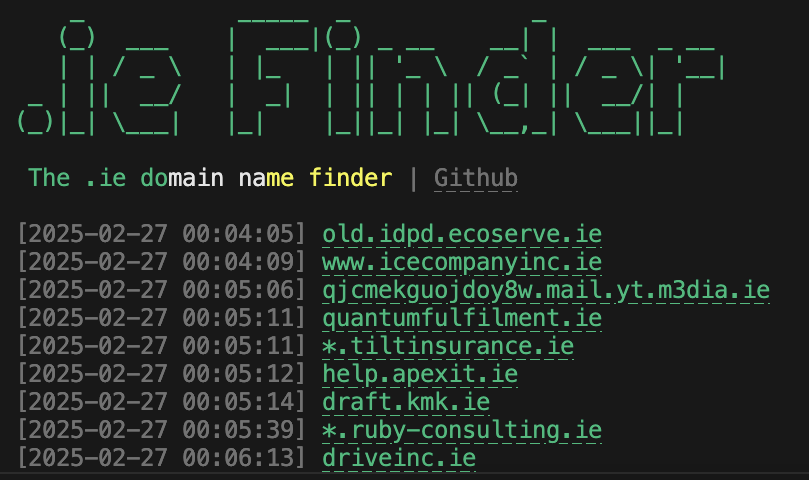 .ie Finder
The .ie domain name finder | Github
[2025-02-27 00:04:05] old.idpd.ecoserve.ie
[2025-02-27 00:04:09] www.icecompanyinc.ie
[2025-02-27 00:05:06] qjcmekguojdoy8w.mail.yt.m3dia.ie
[2025-02-27 00:05:11] quantumfulfilment.ie
[2025-02-27 00:05:11] *.tiltinsurance.ie
[2025-02-27 00:05:12] help.apexit.ie
[2025-02-27 00:05:14] draft.kmk.ie
[2025-02-27 00:05:39] *.ruby-consulting.ie
[2025-02-27 00:06:13] driveinc.ie